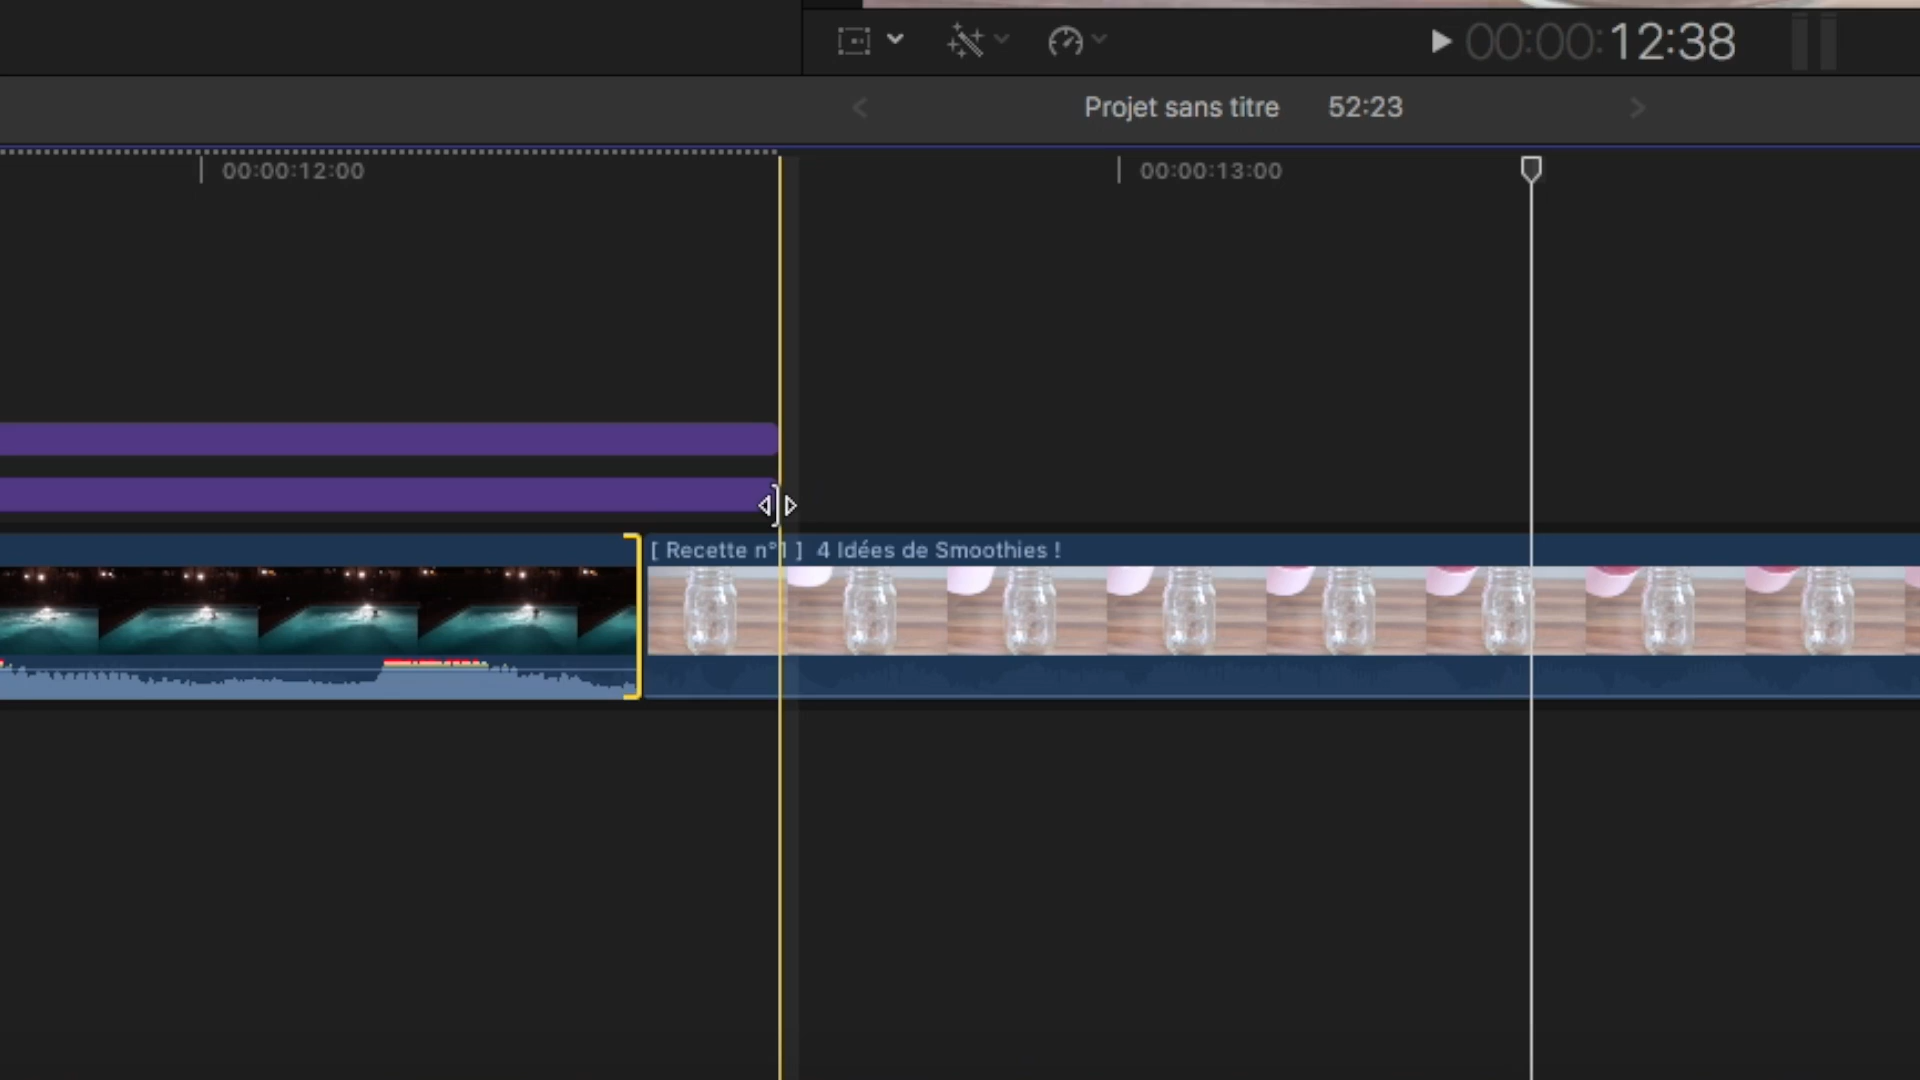 00:00:12:38
Projet sans titre 52:23
00:00:12:00 00:00:13:00
[ Recette n°1 ] 4 Idées de Smoothies !